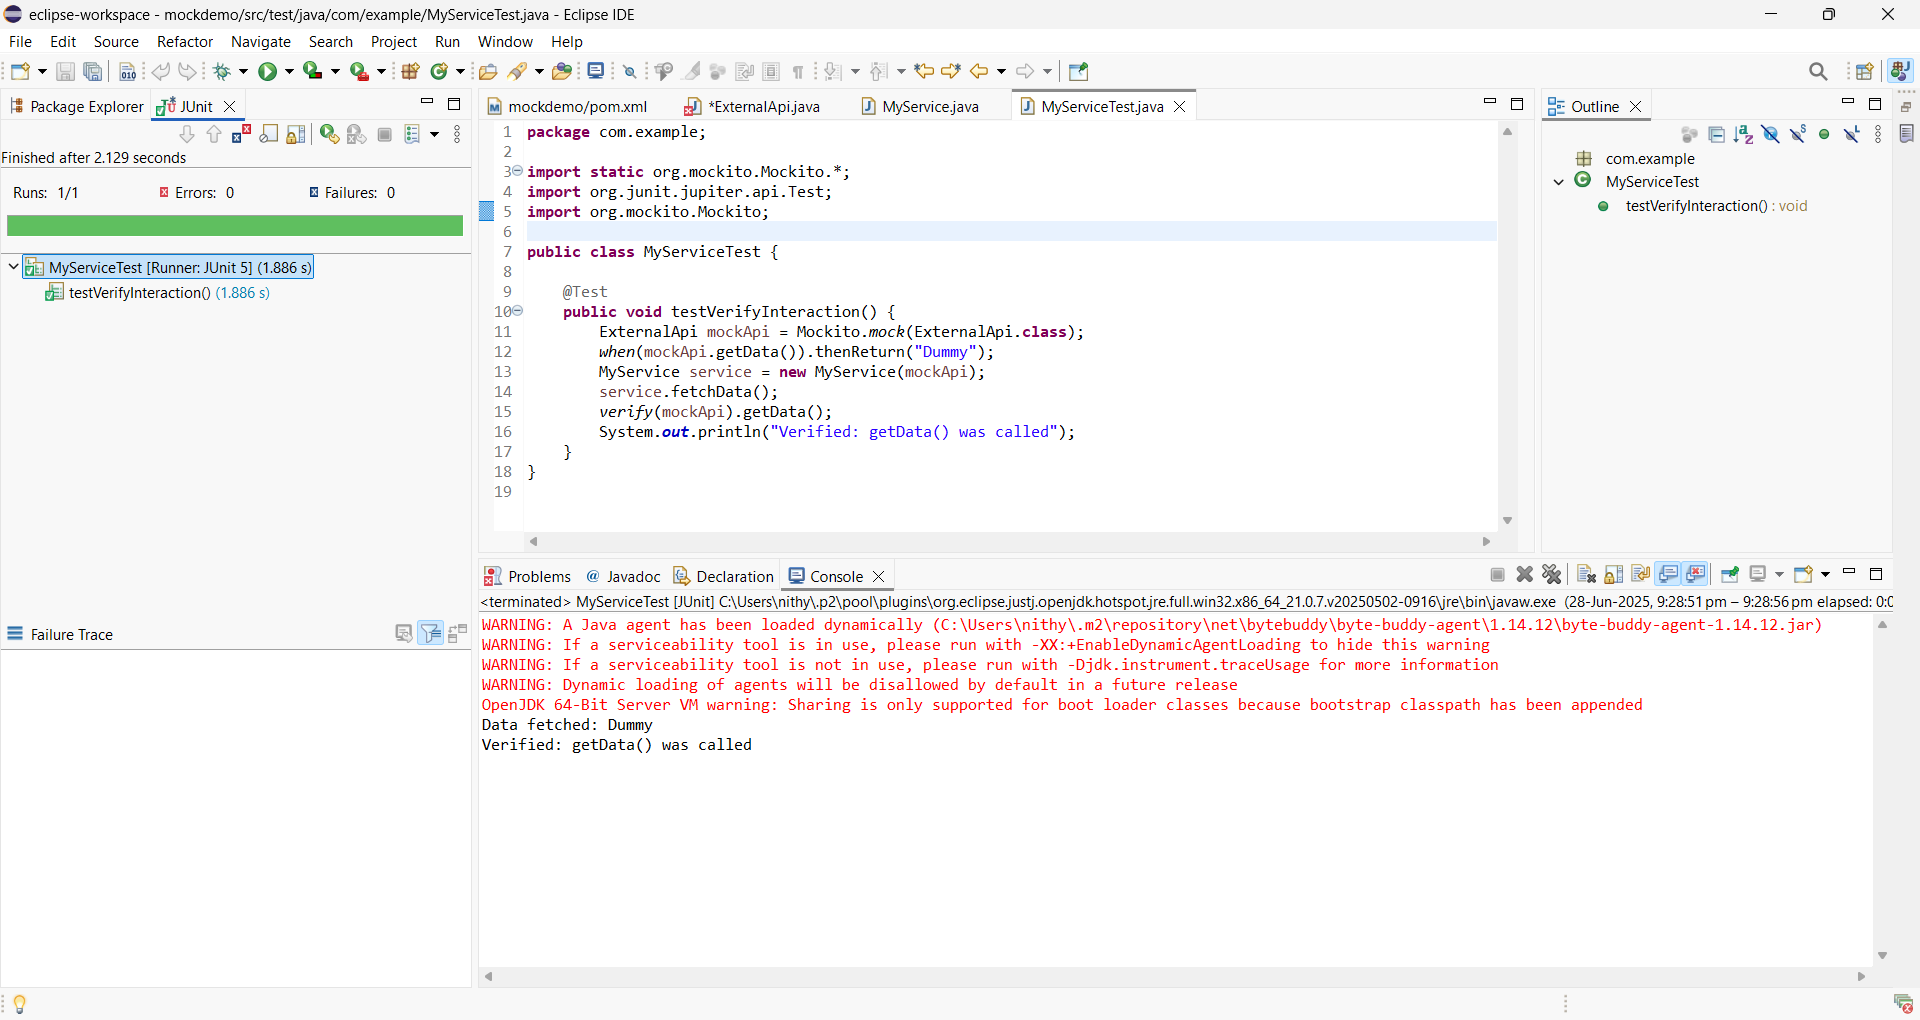 eclipse-workspace - mockdemo/src/test/java/com/example/MyServiceTest.java - Eclipse IDE
File Edit Source Refactor Navigate Search Project Run Window Help
Package Explorer JUnit
Finished after 2.129 seconds
Runs: 1/1 Errors: 0 Failures: 0
MyServiceTest [Runner: JUnit 5] (1.886 s)
testVerifyInteraction() (1.886 s)
Failure Trace
mockdemo/pom.xml *ExternalApi.java MyService.java MyServiceTest.java
1 package com.example;
2
3 import static org.mockito.Mockito.*;
4 import org.junit.jupiter.api.Test;
5 import org.mockito.Mockito;
6
7 public class MyServiceTest {
8
9 @Test
10 public void testVerifyInteraction() {
11 ExternalApi mockApi = Mockito.mock(ExternalApi.class);
12 when(mockApi.getData()).thenReturn("Dummy");
13 MyService service = new MyService(mockApi);
14 service.fetchData();
15 verify(mockApi).getData();
16 System.out.println("Verified: getData() was called");
17 }
18 }
19
Outline
com.example
MyServiceTest
testVerifyInteraction() : void
Problems Javadoc Declaration Console
<terminated> MyServiceTest [JUnit] C:\Users\nithy\.p2\pool\plugins\org.eclipse.justj.openjdk.hotspot.jre.full.win32.x86_64_21.0.7.v20250502-0916\jre\bin\javaw.exe (28-Jun-2025, 9:28:51 pm – 9:28:56 pm elapsed: 0:0
WARNING: A Java agent has been loaded dynamically (C:\Users\nithy\.m2\repository\net\bytebuddy\byte-buddy-agent\1.14.12\byte-buddy-agent-1.14.12.jar)
WARNING: If a serviceability tool is in use, please run with -XX:+EnableDynamicAgentLoading to hide this warning
WARNING: If a serviceability tool is not in use, please run with -Djdk.instrument.traceUsage for more information
WARNING: Dynamic loading of agents will be disallowed by default in a future release
OpenJDK 64-Bit Server VM warning: Sharing is only supported for boot loader classes because bootstrap classpath has been appended
Data fetched: Dummy
Verified: getData() was called